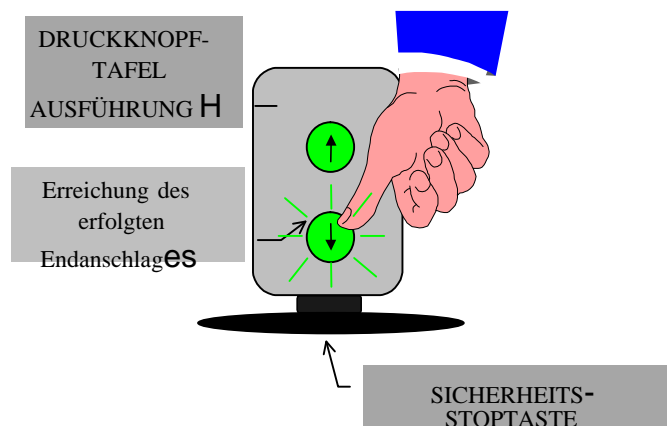 DRUCKKNOPF-
TAFEL
AUSFÜHRUNG H
Erreichung des
erfolgten
Endanschlages
SICHERHEITS-
STOPTASTE